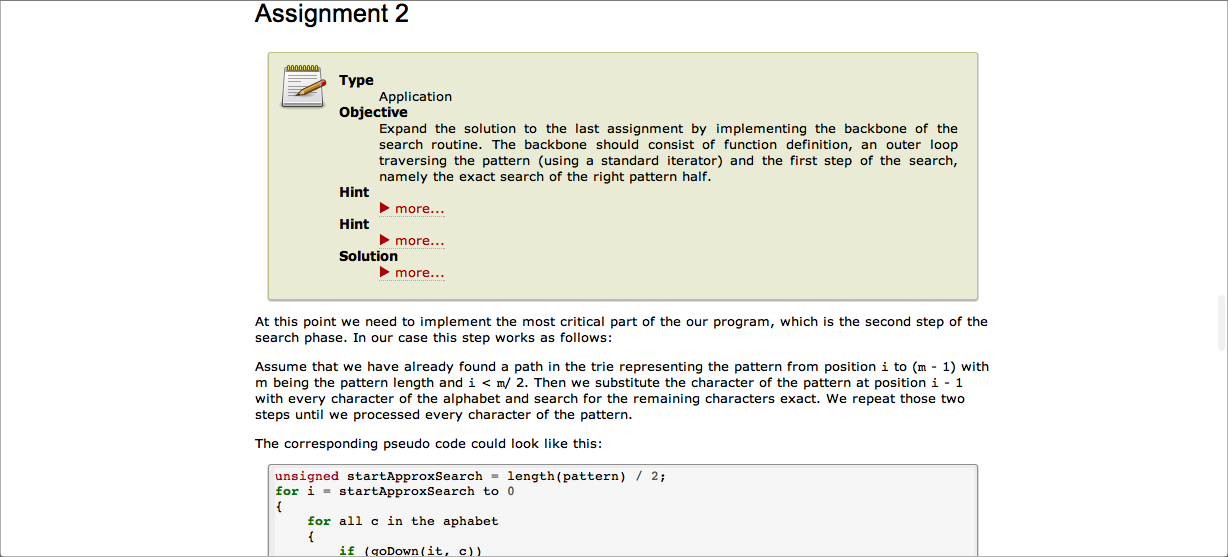 Assignment 2
Type
Application
Objective
Expand the solution to the last assignment by implementing the backbone of the
search routine. The backbone should consist of function definition, an outer loop
traversing the pattern (using a standard iterator) and the first step of the search,
namely the exact search of the right pattern half.
Hint
more...
Hint
more...
Solution
more...
At this point we need to implement the most critical part of the our program, which is the second step of the
search phase. In our case this step works as follows:
Assume that we have already found a path in the trie representing the pattern from position i to (m - 1) with
m being the pattern length and i < m/ 2. Then we substitute the character of the pattern at position i - 1
with every character of the alphabet and search for the remaining characters exact. We repeat those two
steps until we processed every character of the pattern.
The corresponding pseudo code could look like this:
unsigned startApproxSearch = length(pattern) / 2;
for i = startApproxSearch to 0
{
for all c in the aphabet
{
if (goDown(it, c))